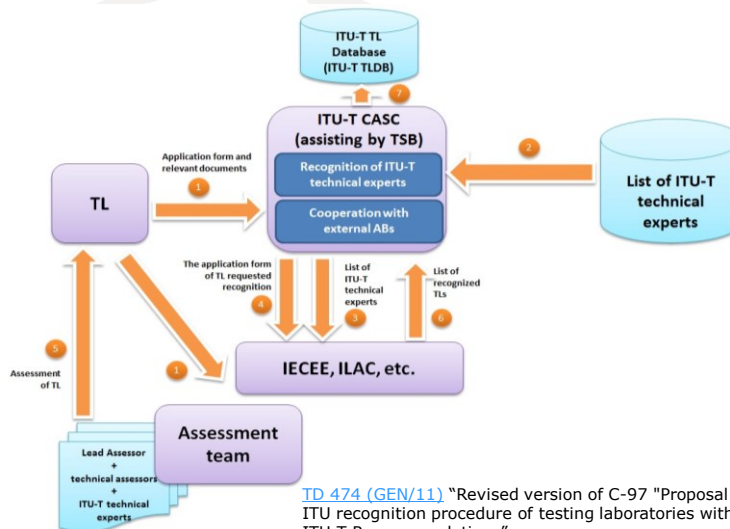 ITU-T TL
Database
(ITU-T TLDB)
7
ITU-T CASC
(assisting by TSB)
Recognition of ITU-T
technical experts
Cooperation with
external ABs
2
List of ITU-T
technical
experts
Application form and
relevant documents
1
TL
The application form
of TL requested
recognition
4
List of
ITU-T
technical
experts
3
List of
recognized
TLs
6
IECEE, ILAC, etc.
5
Assessment
of TL
1
Assessment
team
Lead Assessor
+
technical assessors
+
ITU-T technical
experts
TD 474 (GEN/11) “Revised version of C-97 "Proposal
ITU recognition procedure of testing laboratories with